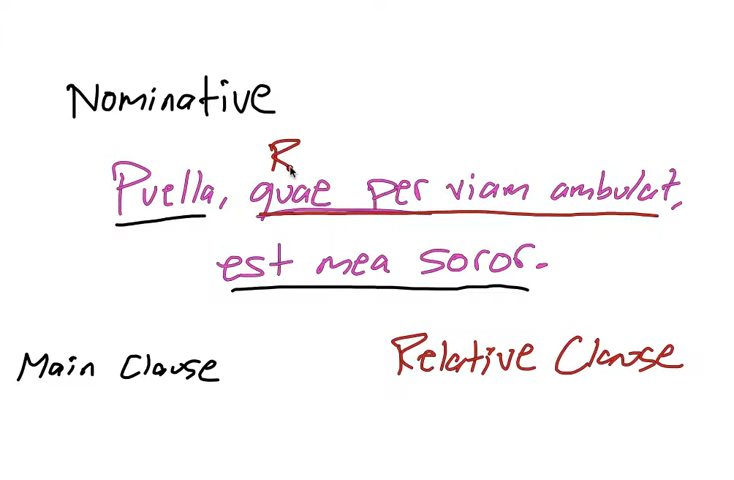 Nominative
R
Puella, quae per viam ambulat,
est mea soror.
Main Clause
Relative Clause